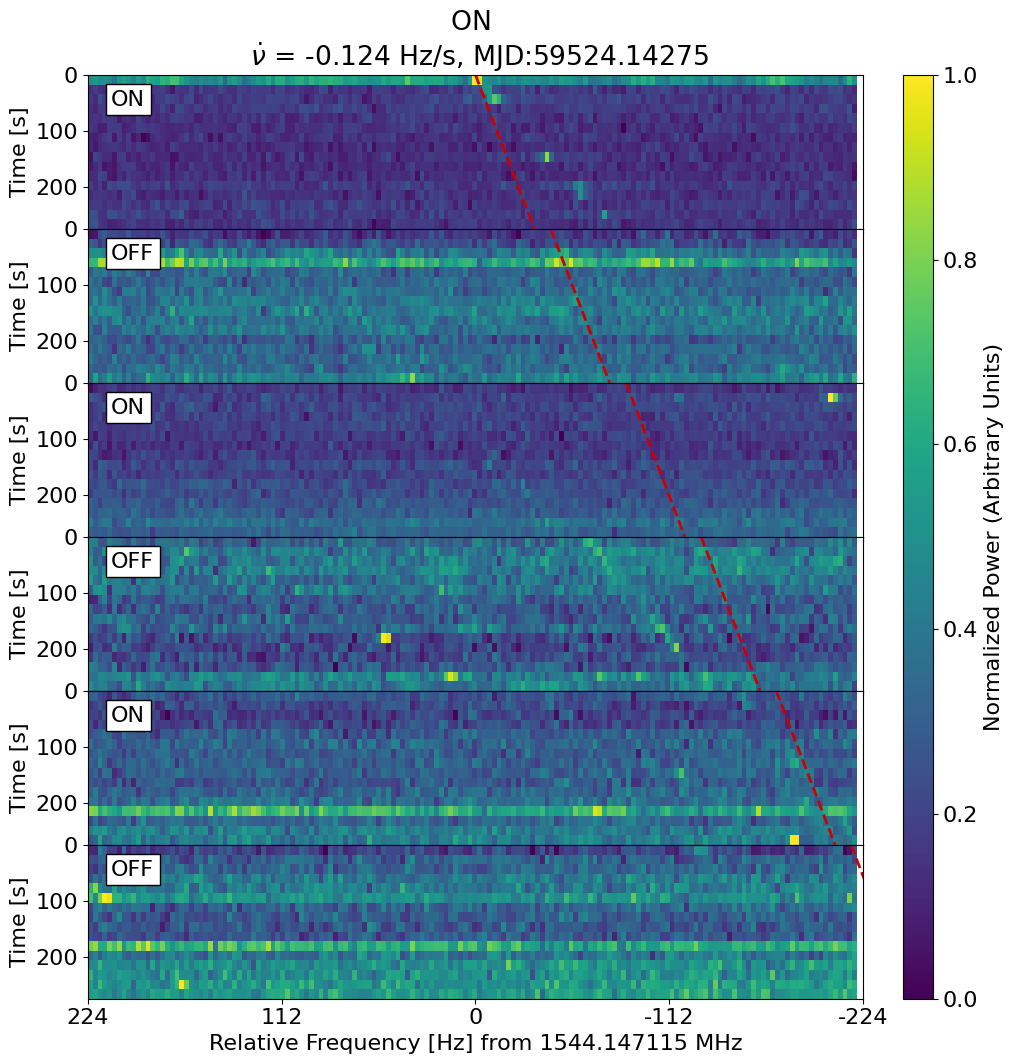 ON
ν̇ = -0.124 Hz/s, MJD:59524.14275
0
100
200
Time [s]
ON
0
100
200
Time [s]
OFF
0
100
200
Time [s]
ON
0
100
200
Time [s]
OFF
0
100
200
Time [s]
ON
0
100
200
Time [s]
OFF
224 112 0 -112 -224
Relative Frequency [Hz] from 1544.147115 MHz
1.0
0.8
0.6
0.4
0.2
0.0
Normalized Power (Arbitrary Units)